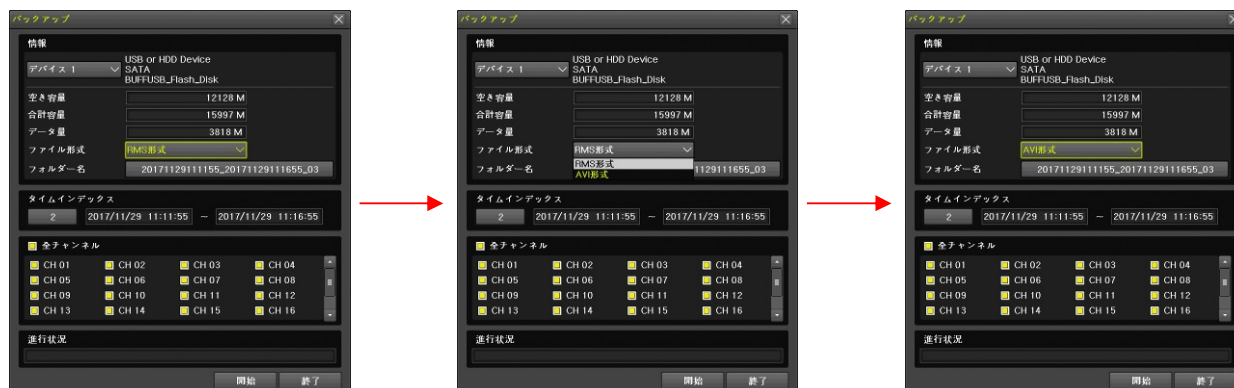 バックアップ
情報
デバイス 1
USB or HDD Device
SATA
BUFFUSB_Flash_Disk
空き容量 12128 M
合計容量 15997 M
データ量 3818 M
ファイル形式 RMS形式
フォルダー名 20171129111155_20171129111655_03
タイムインデックス
2 2017/11/29 11:11:55 ~ 2017/11/29 11:16:55
全チャンネル
CH 01 CH 02 CH 03 CH 04
CH 05 CH 06 CH 07 CH 08
CH 09 CH 10 CH 11 CH 12
CH 13 CH 14 CH 15 CH 16
進行状況
開始 終了
バックアップ
情報
デバイス 1
USB or HDD Device
SATA
BUFFUSB_Flash_Disk
空き容量 12128 M
合計容量 15997 M
データ量 3818 M
ファイル形式 RMS形式
RMS形式
AVI形式
フォルダー名 1129111655_03
タイムインデックス
2 2017/11/29 11:11:55 ~ 2017/11/29 11:16:55
全チャンネル
CH 01 CH 02 CH 03 CH 04
CH 05 CH 06 CH 07 CH 08
CH 09 CH 10 CH 11 CH 12
CH 13 CH 14 CH 15 CH 16
進行状況
開始 終了
バックアップ
情報
デバイス 1
USB or HDD Device
SATA
BUFFUSB_Flash_Disk
空き容量 12128 M
合計容量 15997 M
データ量 3818 M
ファイル形式 AVI形式
フォルダー名 20171129111155_20171129111655_03
タイムインデックス
2 2017/11/29 11:11:55 ~ 2017/11/29 11:16:55
全チャンネル
CH 01 CH 02 CH 03 CH 04
CH 05 CH 06 CH 07 CH 08
CH 09 CH 10 CH 11 CH 12
CH 13 CH 14 CH 15 CH 16
進行状況
開始 終了